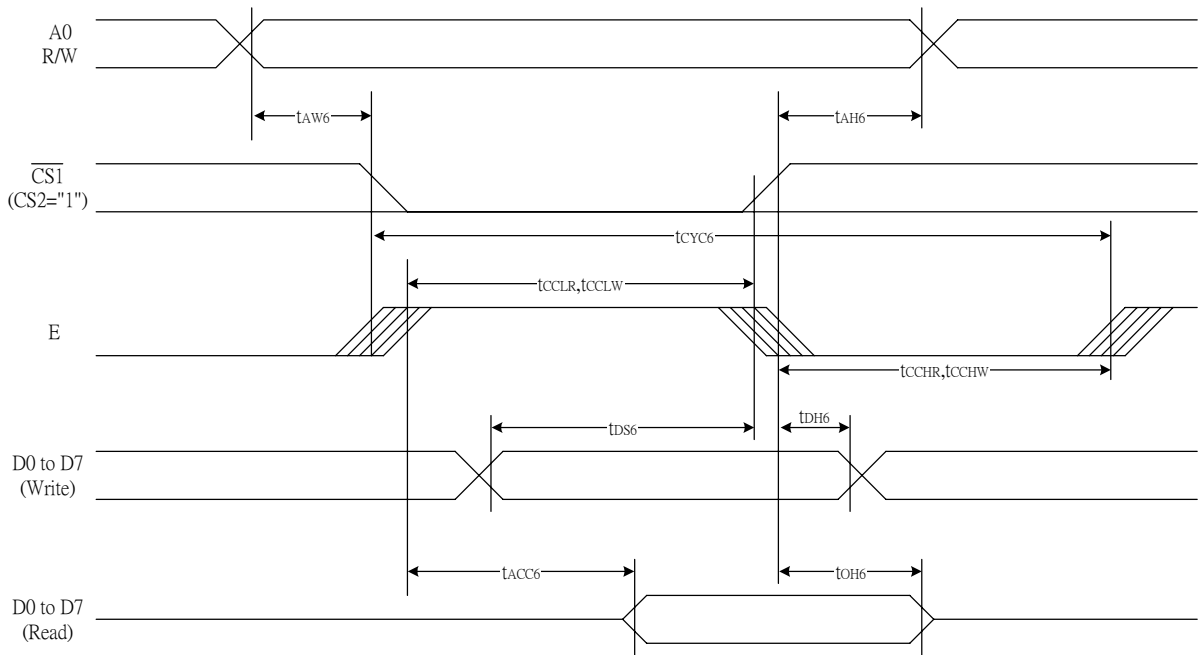 A0
R/W
tAW6
tAH6
CS1
(CS2="1")
tCYC6
tCCLR,tCCLW
E
tCCHR,tCCHW
tDS6
tDH6
D0 to D7
(Write)
tACC6
tOH6
D0 to D7
(Read)